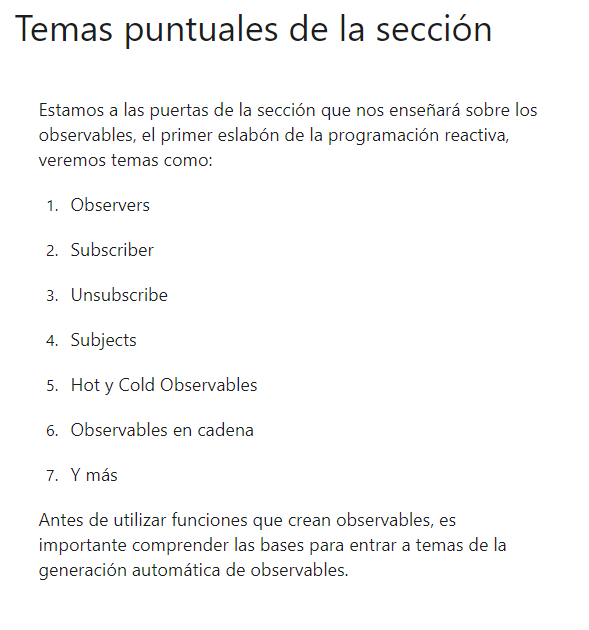 Temas puntuales de la sección
Estamos a las puertas de la sección que nos enseñará sobre los
observables, el primer eslabón de la programación reactiva,
veremos temas como:
1. Observers
2. Subscriber
3. Unsubscribe
4. Subjects
5. Hot y Cold Observables
6. Observables en cadena
7. Y más
Antes de utilizar funciones que crean observables, es
importante comprender las bases para entrar a temas de la
generación automática de observables.